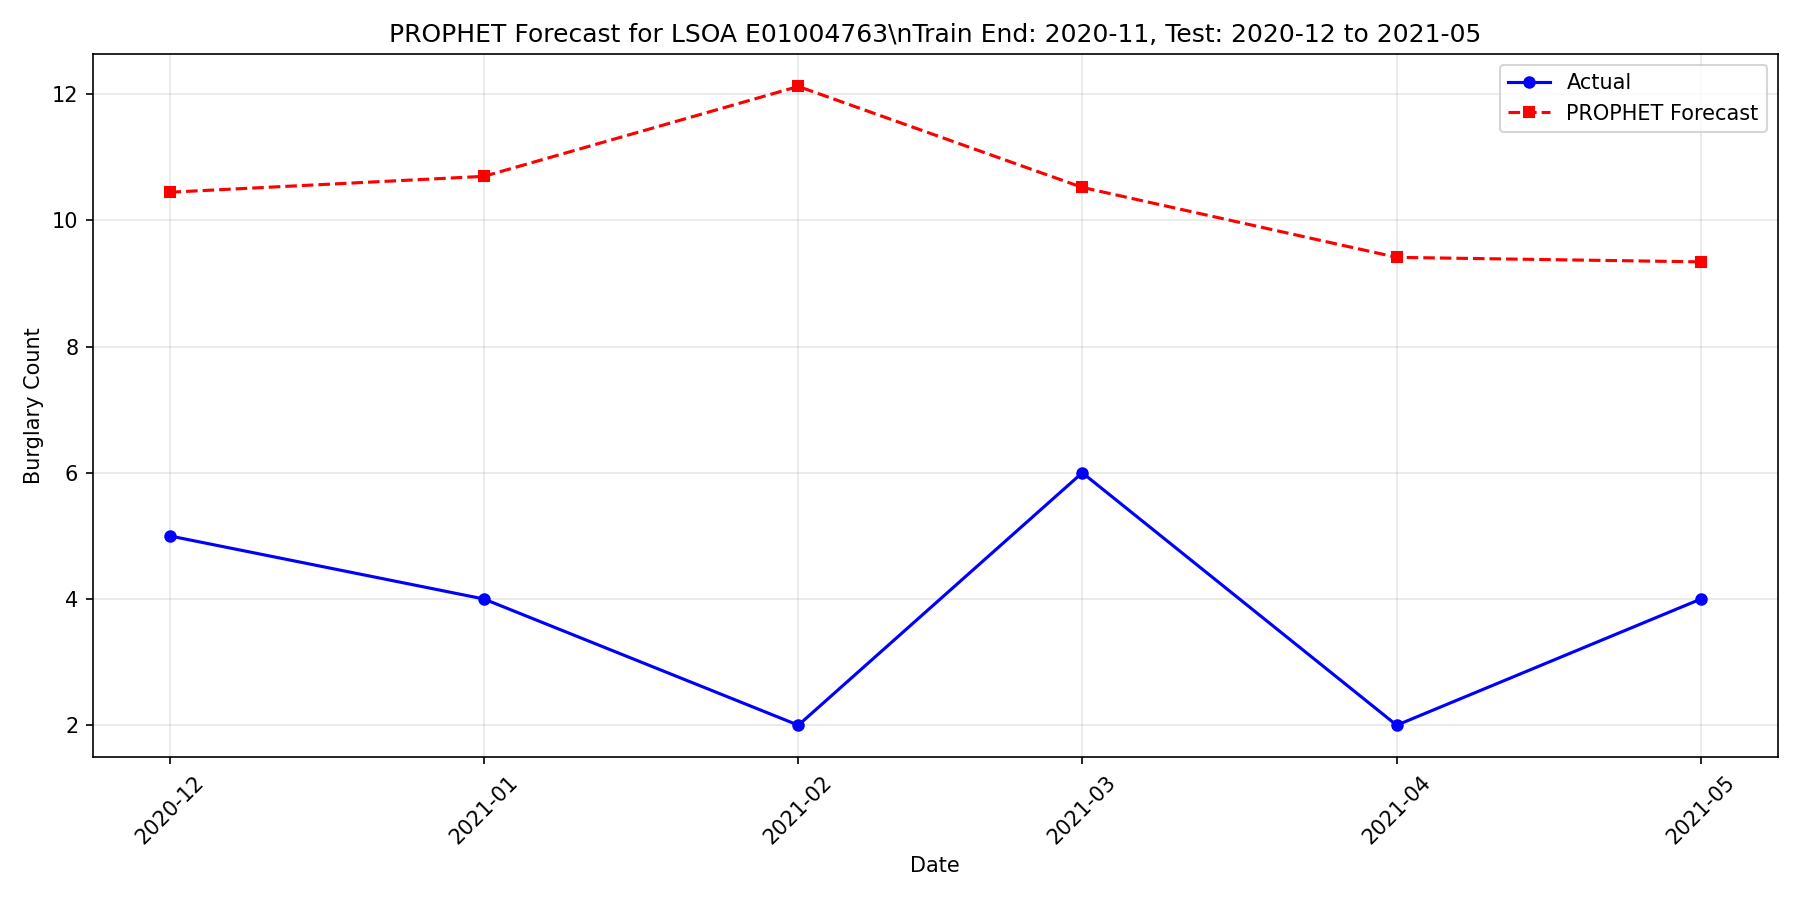 PROPHET Forecast for LSOA E01004763\nTrain End: 2020-11, Test: 2020-12 to 2021-05
Actual
PROPHET Forecast
Burglary Count
12
10
8
6
4
2
2020-12
2021-01
2021-02
2021-03
2021-04
2021-05
Date